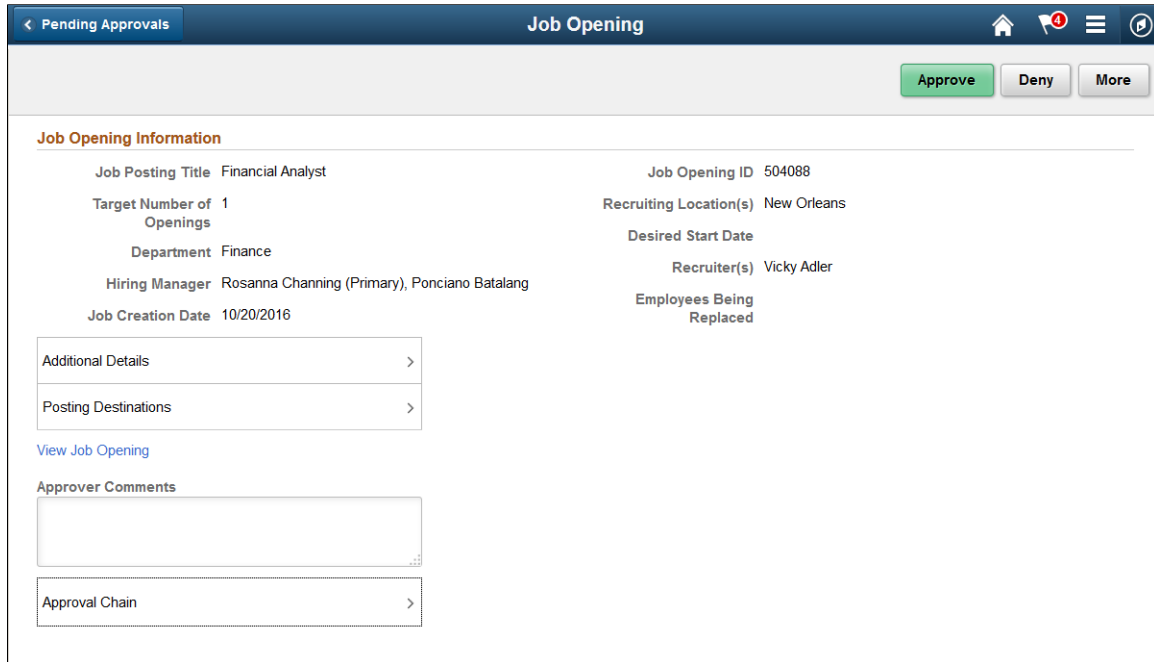 Pending Approvals
Job Opening
4
Approve
Deny
More
Job Opening Information
Job Posting Title Financial Analyst
Job Opening ID 504088
Target Number of 1
Openings
Recruiting Location(s) New Orleans
Desired Start Date
Department Finance
Recruiter(s) Vicky Adler
Hiring Manager Rosanna Channing (Primary), Ponciano Batalang
Employees Being
Replaced
Job Creation Date 10/20/2016
Additional Details
Posting Destinations
View Job Opening
Approver Comments
Approval Chain